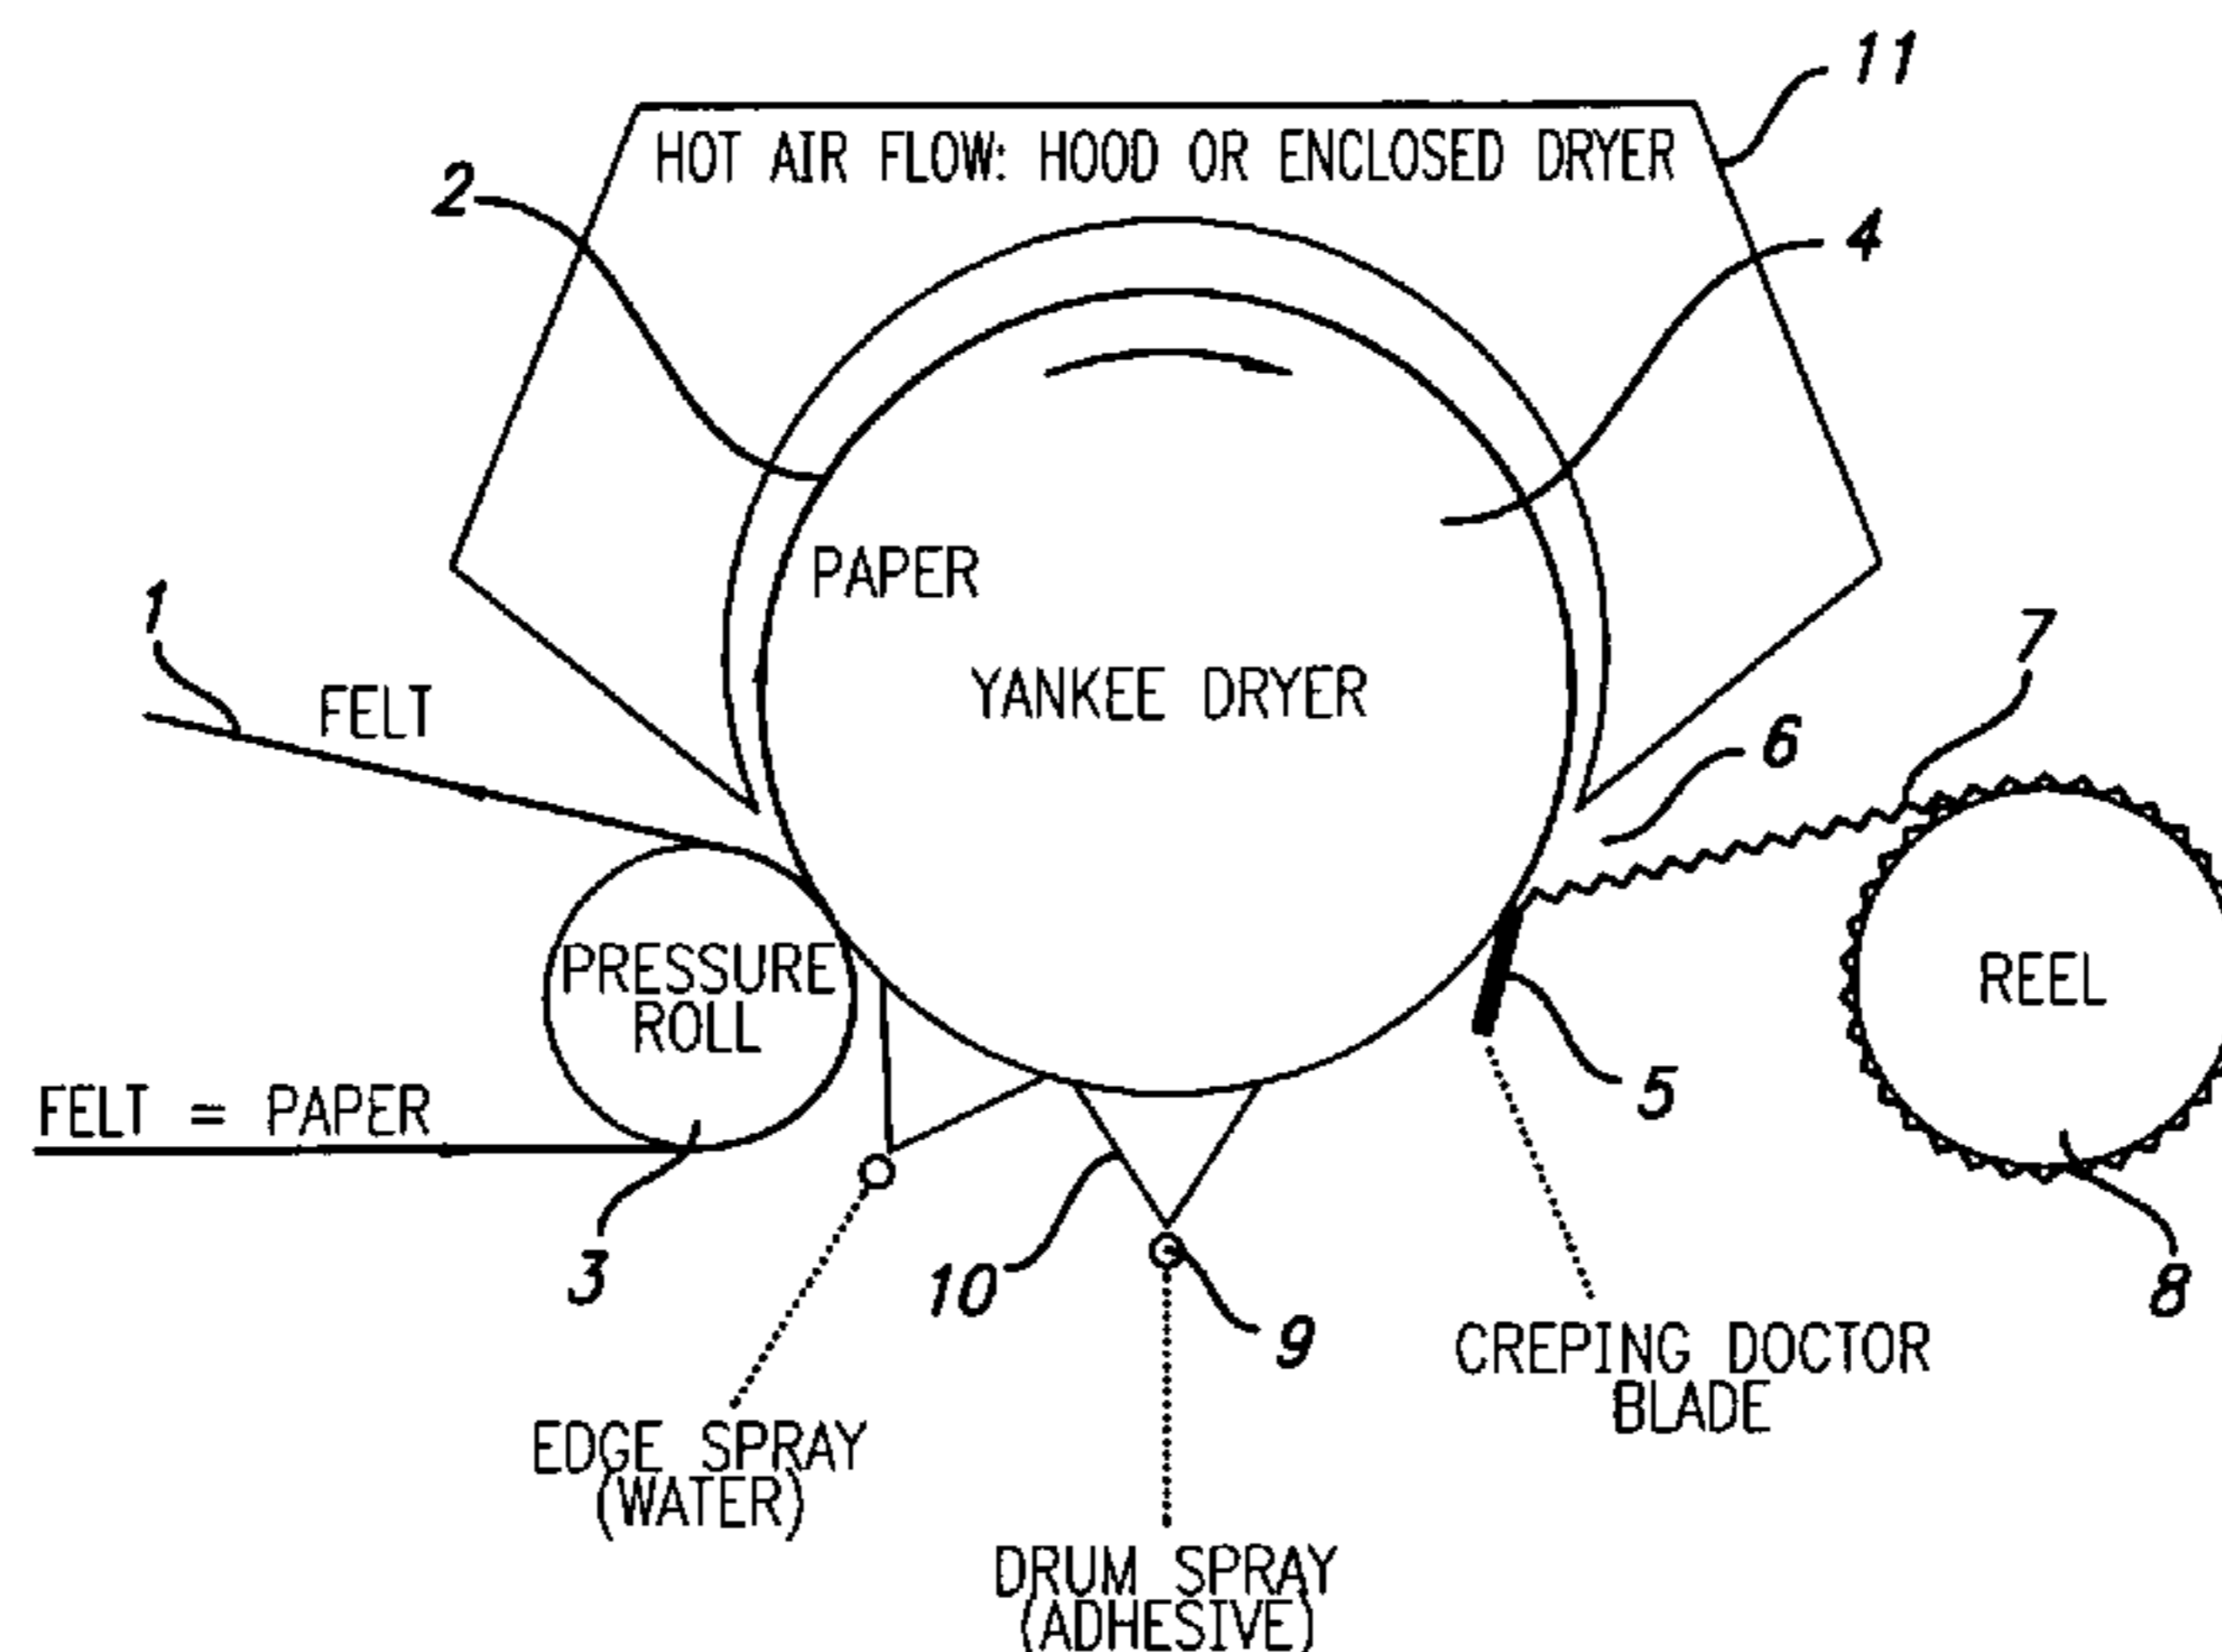 11
HOT AIR FLOW: HOOD OR ENCLOSED DRYER
2
4
PAPER
1
7
FELT
YANKEE DRYER
6
PRESSURE
ROLL
REEL
FELT = PAPER
5
3
10
9
8
CREPING DOCTOR
BLADE
EDGE SPRAY
(WATER)
DRUM SPRAY
(ADHESIVE)